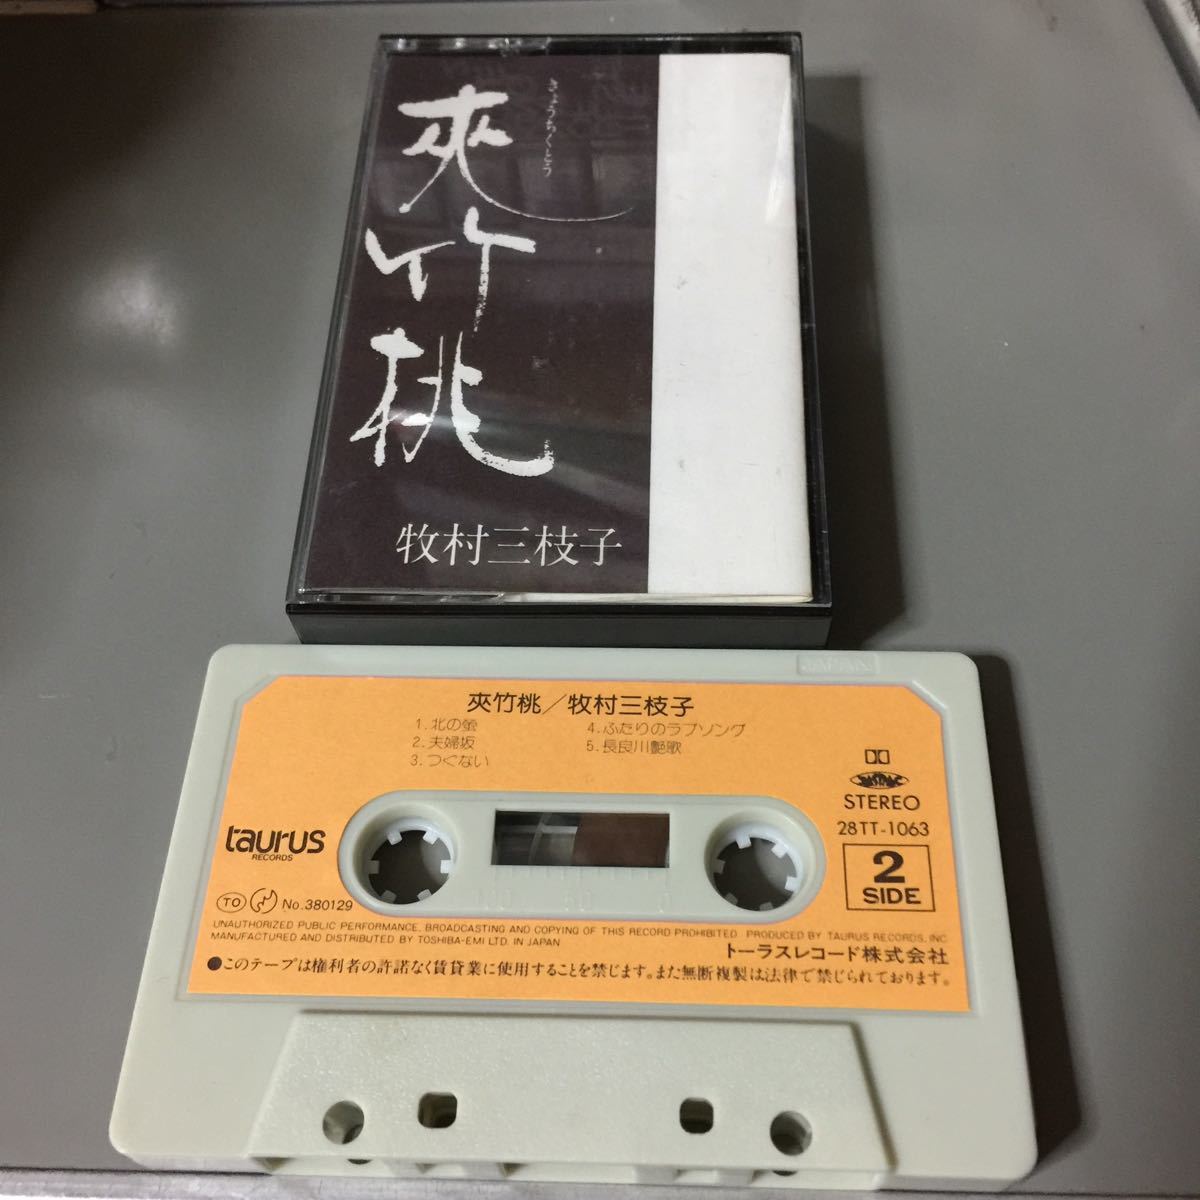 夾竹桃
きょうちくとう
牧村三枝子
JAPAN
夾竹桃／牧村三枝子
1. 北の螢
2. 夫婦坂
3. つぐない
4. ふたりのラブソング
5. 長良川艶歌
STEREO
28TT-1063
2
SIDE
taurus
RECORDS
TO No.380129
UNAUTHORIZED PUBLIC PERFORMANCE, BROADCASTING AND COPYING OF THIS RECORD PROHIBITED. PRODUCED BY TAURUS RECORDS, INC.
MANUFACTURED AND DISTRIBUTED BY TOSHIBA-EMI LTD. IN JAPAN
トーラスレコード株式会社
●このテープは権利者の許諾なく賃貸業に使用することを禁じます。また無断複製は法律で禁じられております。